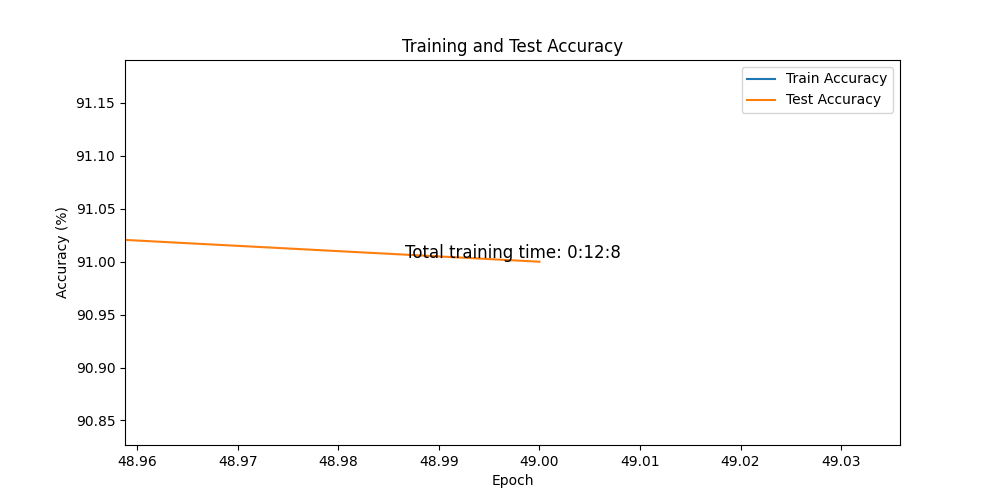 Training and Test Accuracy
Train Accuracy
Test Accuracy
Accuracy (%)
91.15
91.10
91.05
91.00
90.95
90.90
90.85
Total training time: 0:12:8
48.96 48.97 48.98 48.99 49.00 49.01 49.02 49.03
Epoch